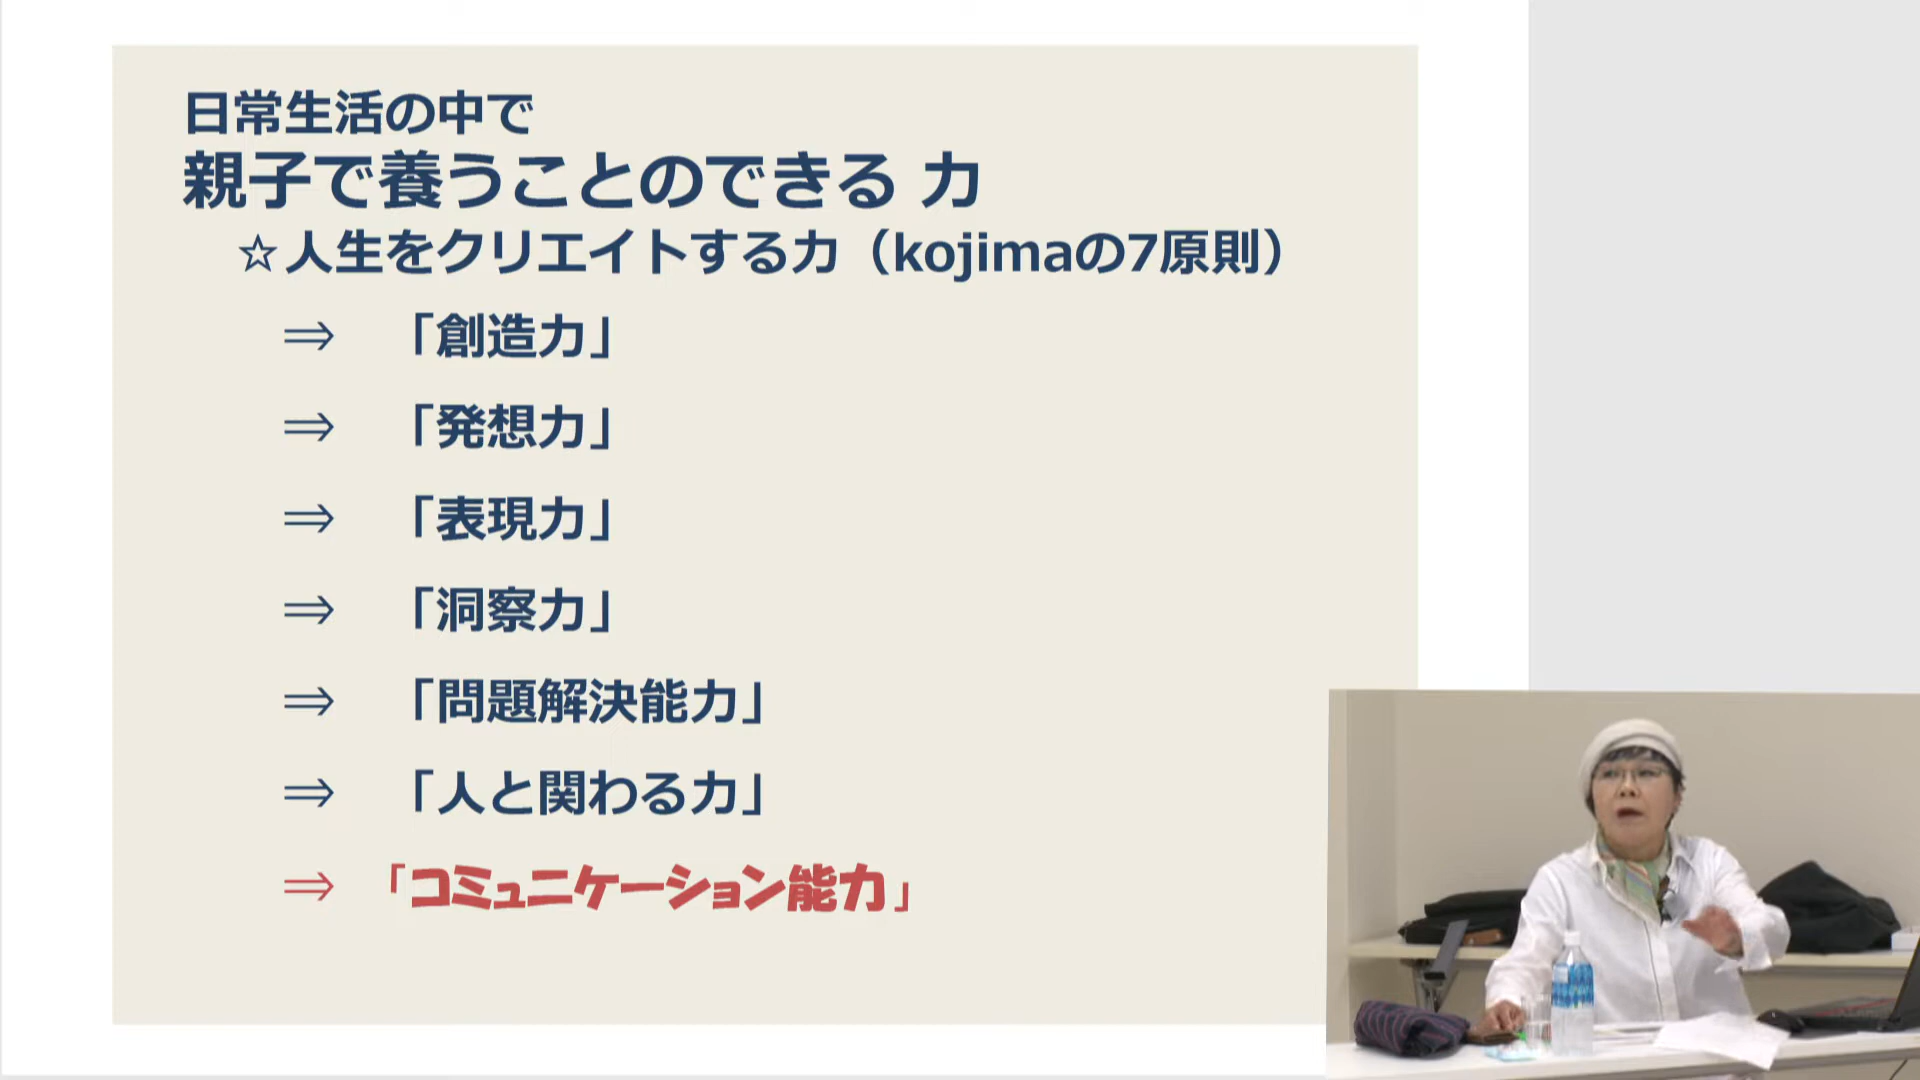 日常生活の中で
親子で養うことのできる 力
☆人生をクリエイトする力（kojimaの7原則）
⇒ 「創造力」
⇒ 「発想力」
⇒ 「表現力」
⇒ 「洞察力」
⇒ 「問題解決能力」
⇒ 「人と関わる力」
⇒ 「コミュニケーション能力」